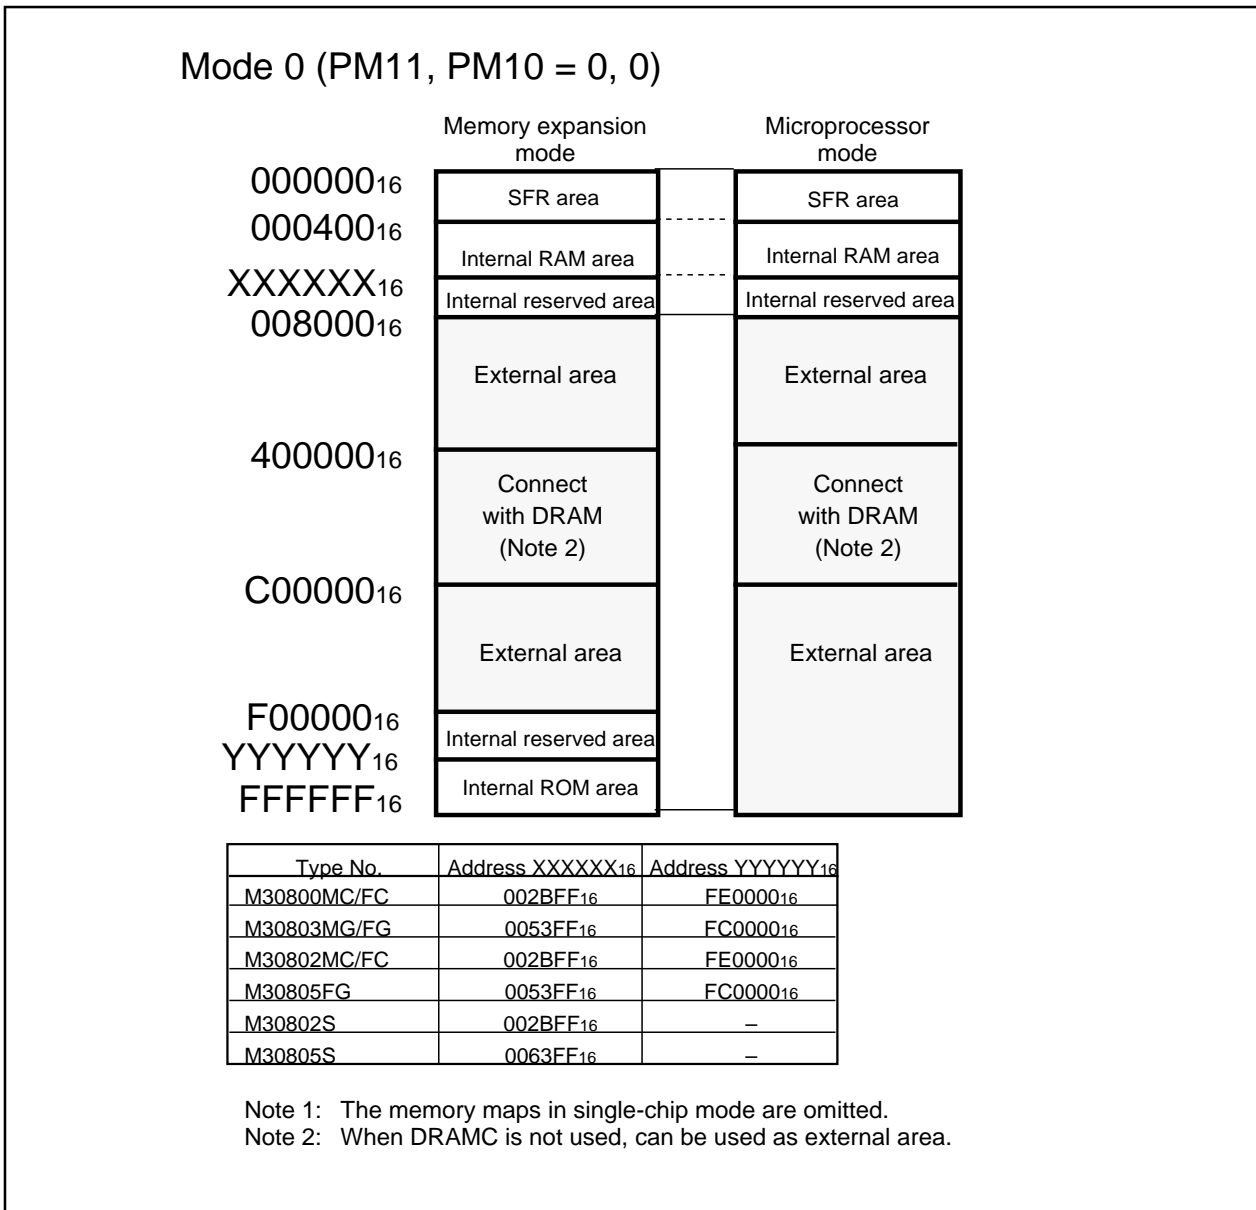 Mode 0 (PM11, PM10 = 0, 0)
Memory expansion mode
Microprocessor mode
000000₁₆
000400₁₆
XXXXXX₁₆
008000₁₆
400000₁₆
C00000₁₆
F00000₁₆
YYYYYY₁₆
FFFFFF₁₆
SFR area
Internal RAM area
Internal reserved area
External area
Connect
with DRAM
(Note 2)
External area
Internal reserved area
Internal ROM area
SFR area
Internal RAM area
Internal reserved area
External area
Connect
with DRAM
(Note 2)
External area
Type No. Address XXXXXX₁₆ Address YYYYYY₁₆
M30800MC/FC 002BFF₁₆ FE0000₁₆
M30803MG/FG 0053FF₁₆ FC0000₁₆
M30802MC/FC 002BFF₁₆ FE0000₁₆
M30805FG 0053FF₁₆ FC0000₁₆
M30802S 002BFF₁₆ –
M30805S 0063FF₁₆ –
Note 1: The memory maps in single-chip mode are omitted.
Note 2: When DRAMC is not used, can be used as external area.